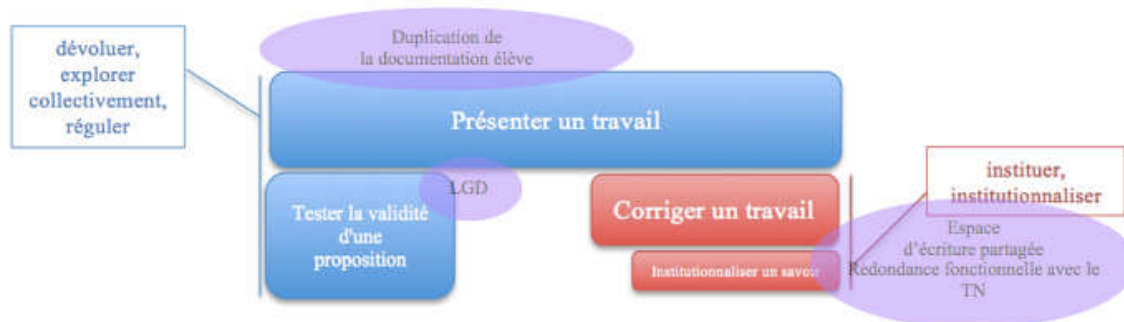 dévoluer,
explorer
collectivement,
réguler
Duplication de
la documentation élève
Présenter un travail
LGD
Tester la validité
d'une
proposition
Corriger un travail
Institutionnaliser un savoir
instituer,
institutionnaliser
Espace
d'écriture partagée
Redondance fonctionnelle avec le
TN